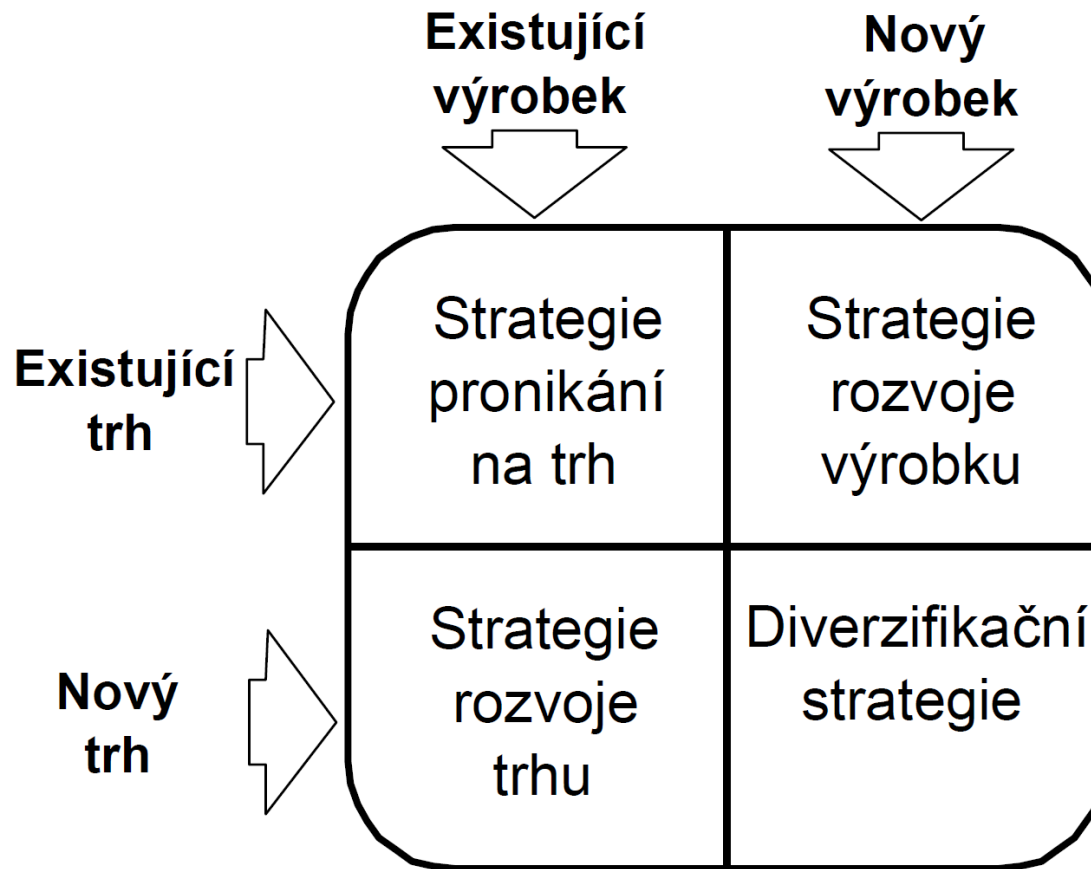 Existující
výrobek
Nový
výrobek
Existující
trh
Strategie
pronikání
na trh
Strategie
rozvoje
výrobku
Nový
trh
Strategie
rozvoje
trhu
Diverzifikační
strategie